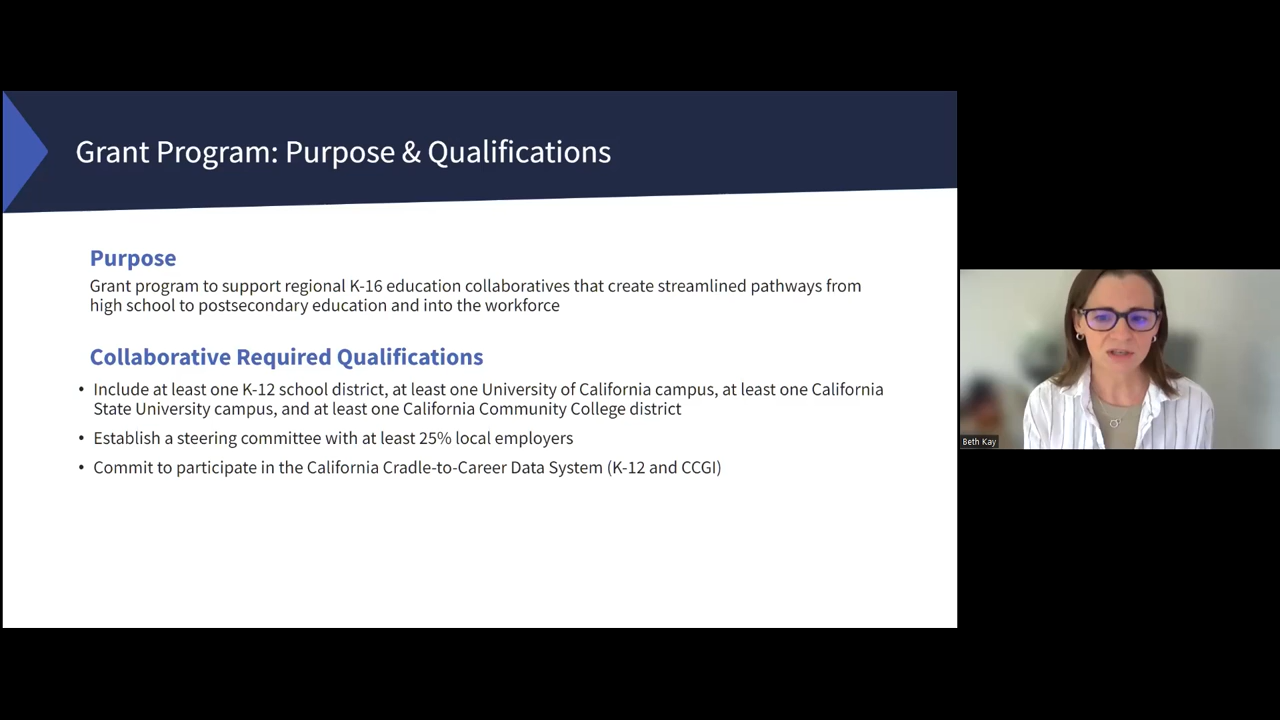 Grant Program: Purpose & Qualifications
Purpose
Grant program to support regional K-16 education collaboratives that create streamlined pathways from
high school to postsecondary education and into the workforce
Collaborative Required Qualifications
• Include at least one K-12 school district, at least one University of California campus, at least one California
State University campus, and at least one California Community College district
• Establish a steering committee with at least 25% local employers
• Commit to participate in the California Cradle-to-Career Data System (K-12 and CCGI)
Beth Kay